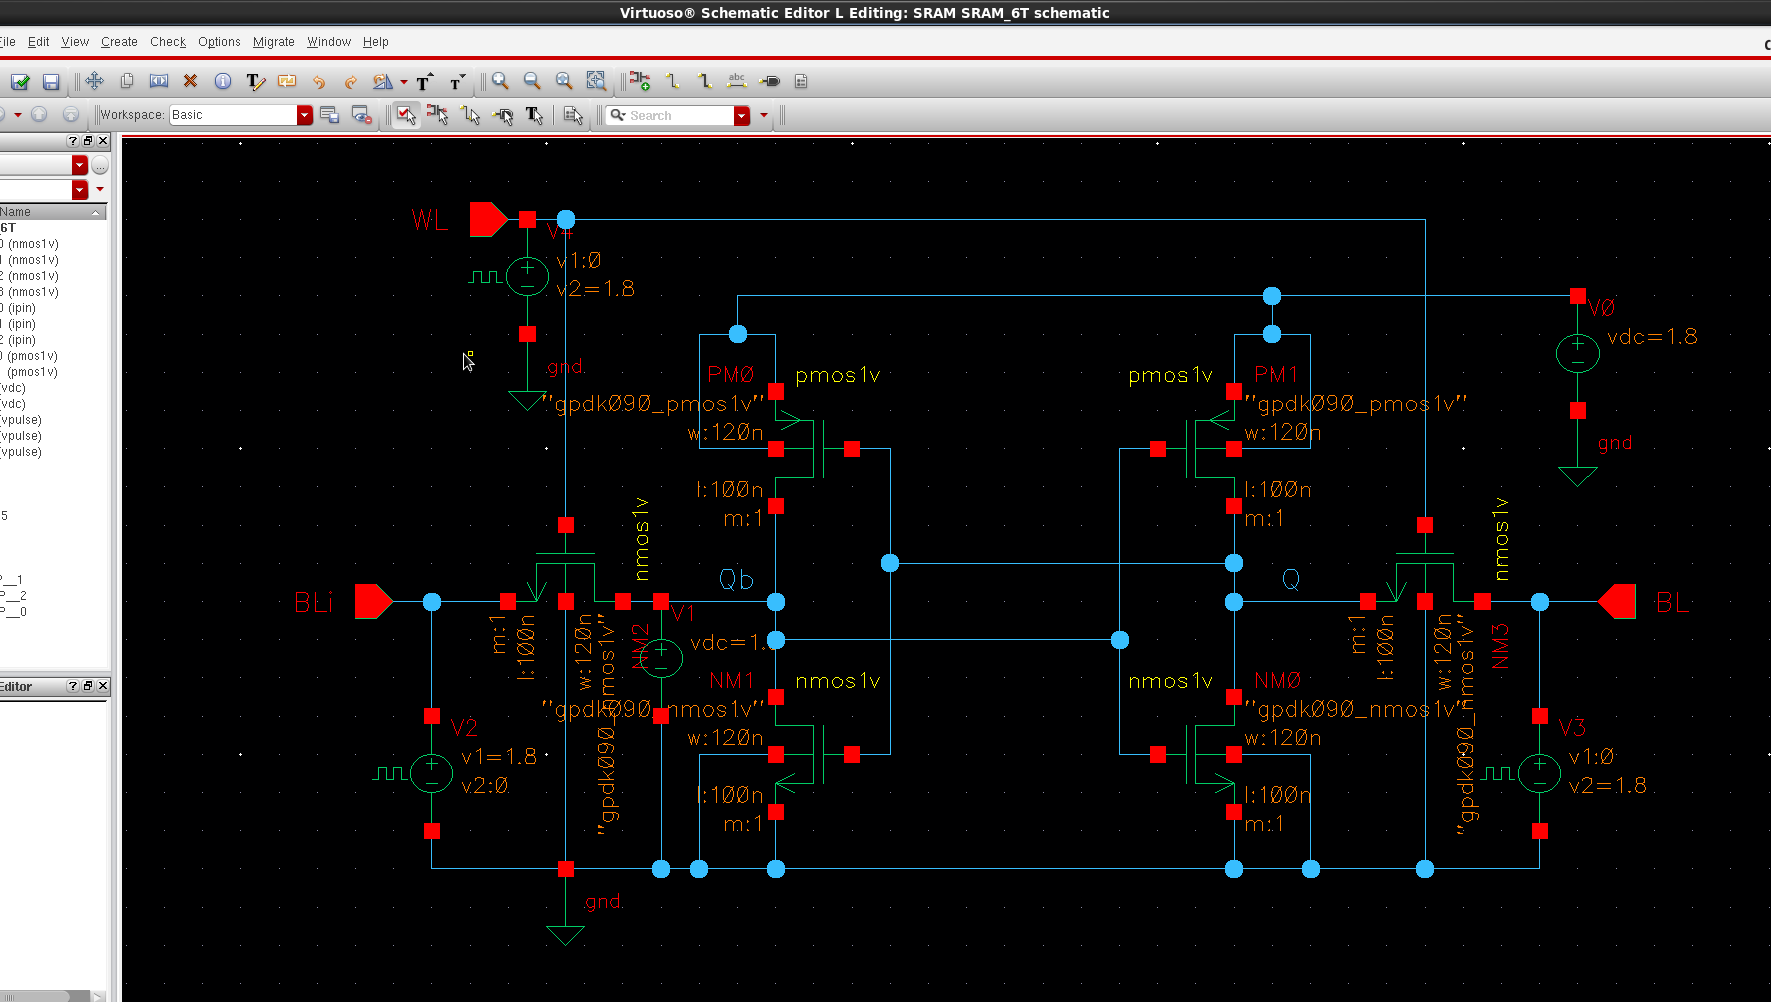 Virtuoso® Schematic Editor L Editing: SRAM SRAM_6T schematic
File Edit View Create Check Options Migrate Window Help
Workspace: Basic
Search
Name
6T
0 (nmos1v)
1 (nmos1v)
2 (nmos1v)
3 (nmos1v)
0 (ipin)
1 (ipin)
2 (ipin)
0 (pmos1v)
(pmos1v)
(vdc)
(vdc)
(vpulse)
(vpulse)
(vpulse)
5
P__1
P__2
P__0
Editor
WL
V4
v1:0
v2=1.8
gnd
V0
vdc=1.8
gnd
PM0
pmos1v
"gpdk090_pmos1v"
w:120n
l:100n
m:1
pmos1v
PM1
"gpdk090_pmos1v"
w:120n
l:100n
m:1
nmos1v
NM2
m:1
l:100n
w:120n
"gpdk090_nmos1v"
BLi
Qb
V1
vdc=1.
Q
nmos1v
NM3
m:1
l:100n
w:120n
"gpdk090_nmos1v"
BL
NM1
nmos1v
"gpdk090_nmos1v"
w:120n
l:100n
m:1
nmos1v
NM0
"gpdk090_nmos1v"
w:120n
l:100n
m:1
V2
v1=1.8
v2:0
V3
v1:0
v2=1.8
gnd